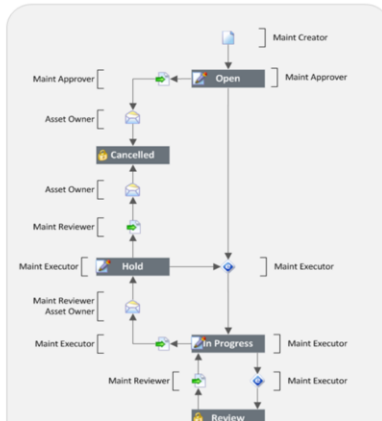 Maint Creator
Maint Approver
Open
Maint Approver
Asset Owner
Cancelled
Asset Owner
Maint Reviewer
Maint Executor
Hold
Maint Executor
Maint Reviewer
Asset Owner
Maint Executor
In Progress
Maint Executor
Maint Reviewer
Maint Executor
Review